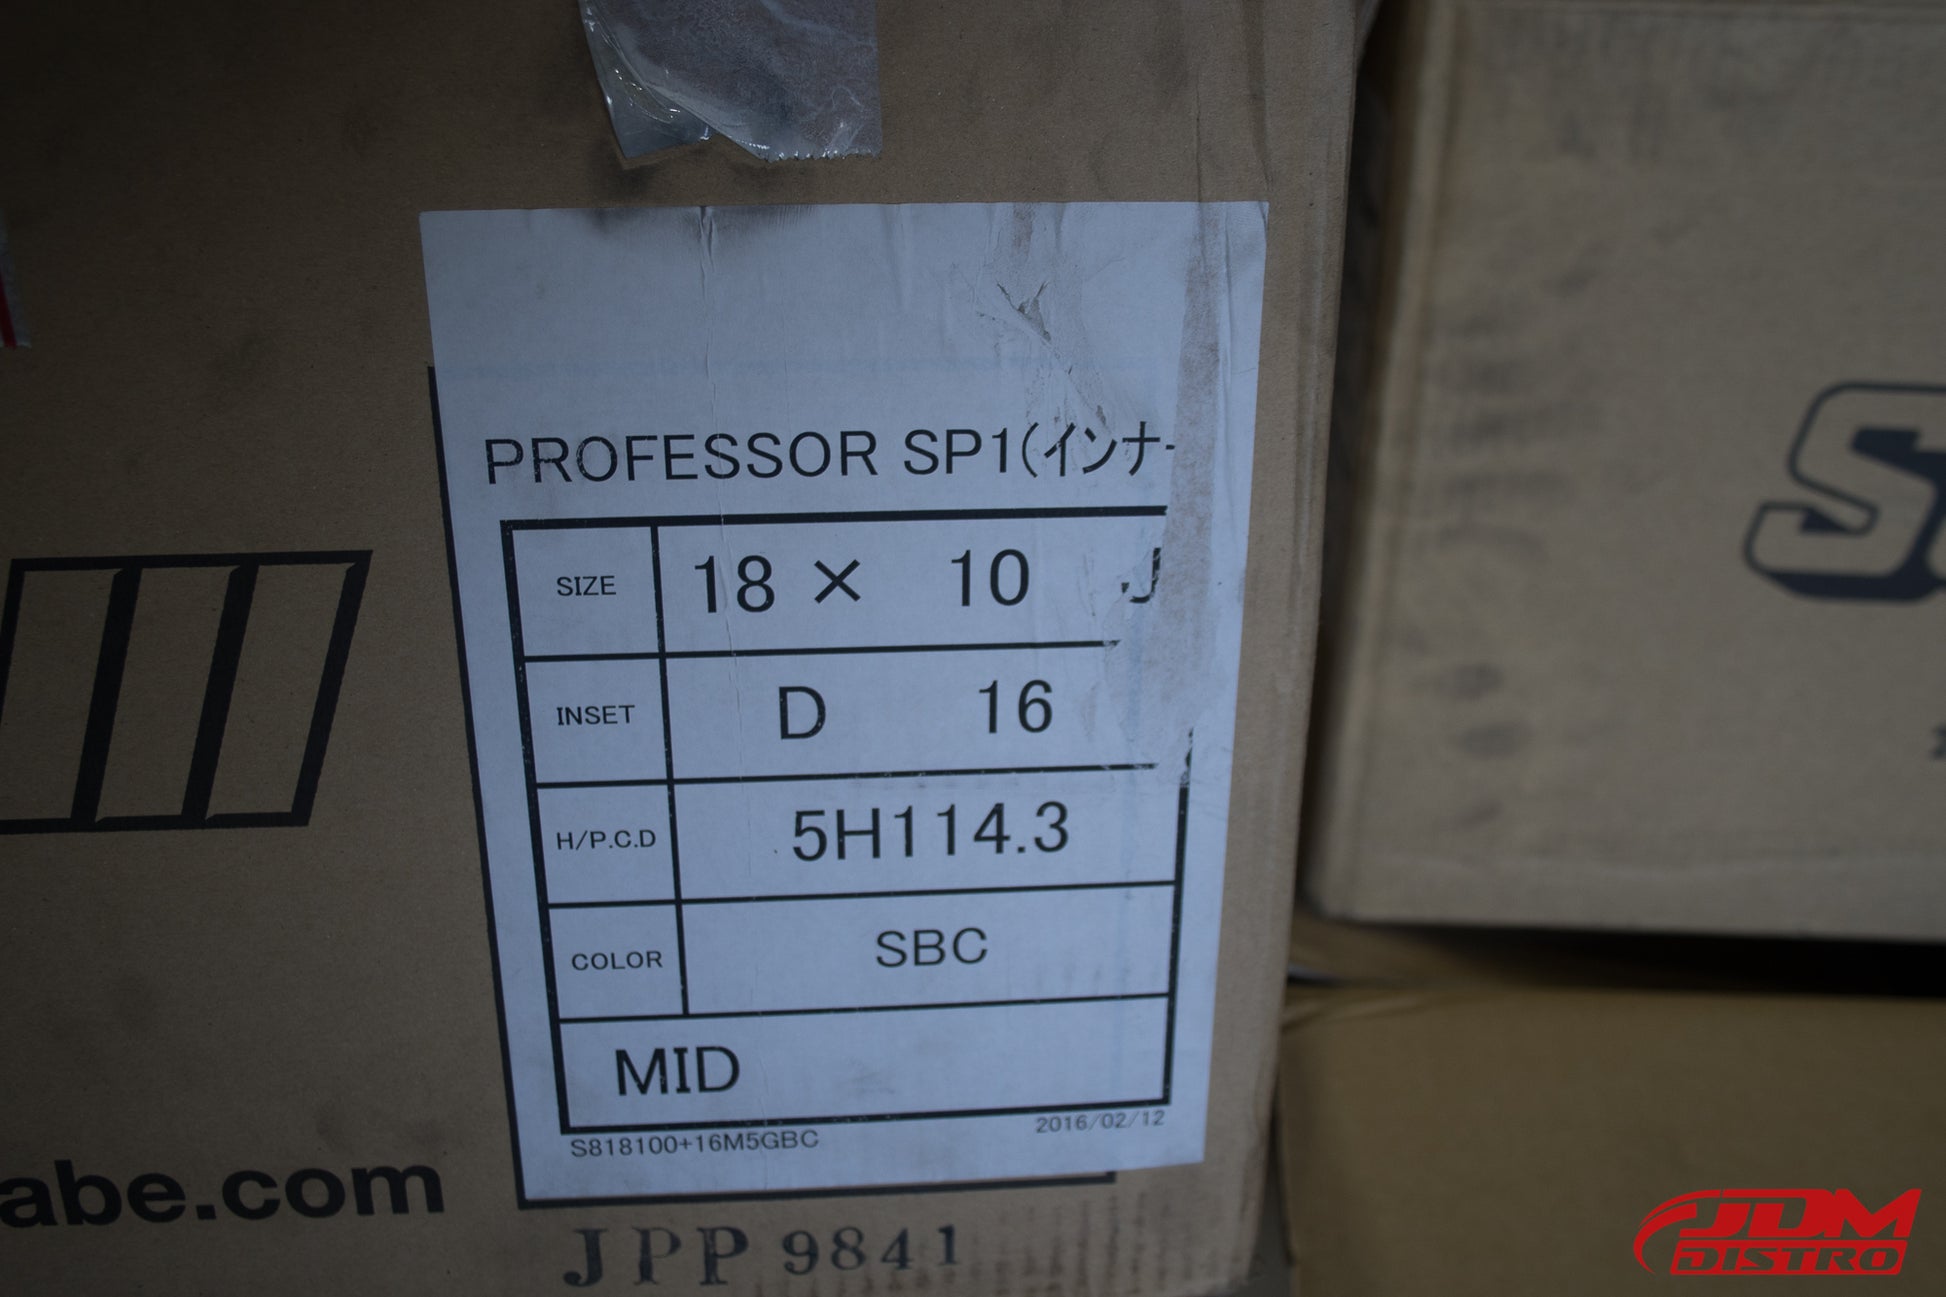 PROFESSOR SP1(インナー
SIZE 18 × 10 J
INSET D 16
H/P.C.D 5H114.3
COLOR SBC
MID
S818100+16M5GBC 2016/02/12
abe.com
JPP 9841
JDM
DISTRO